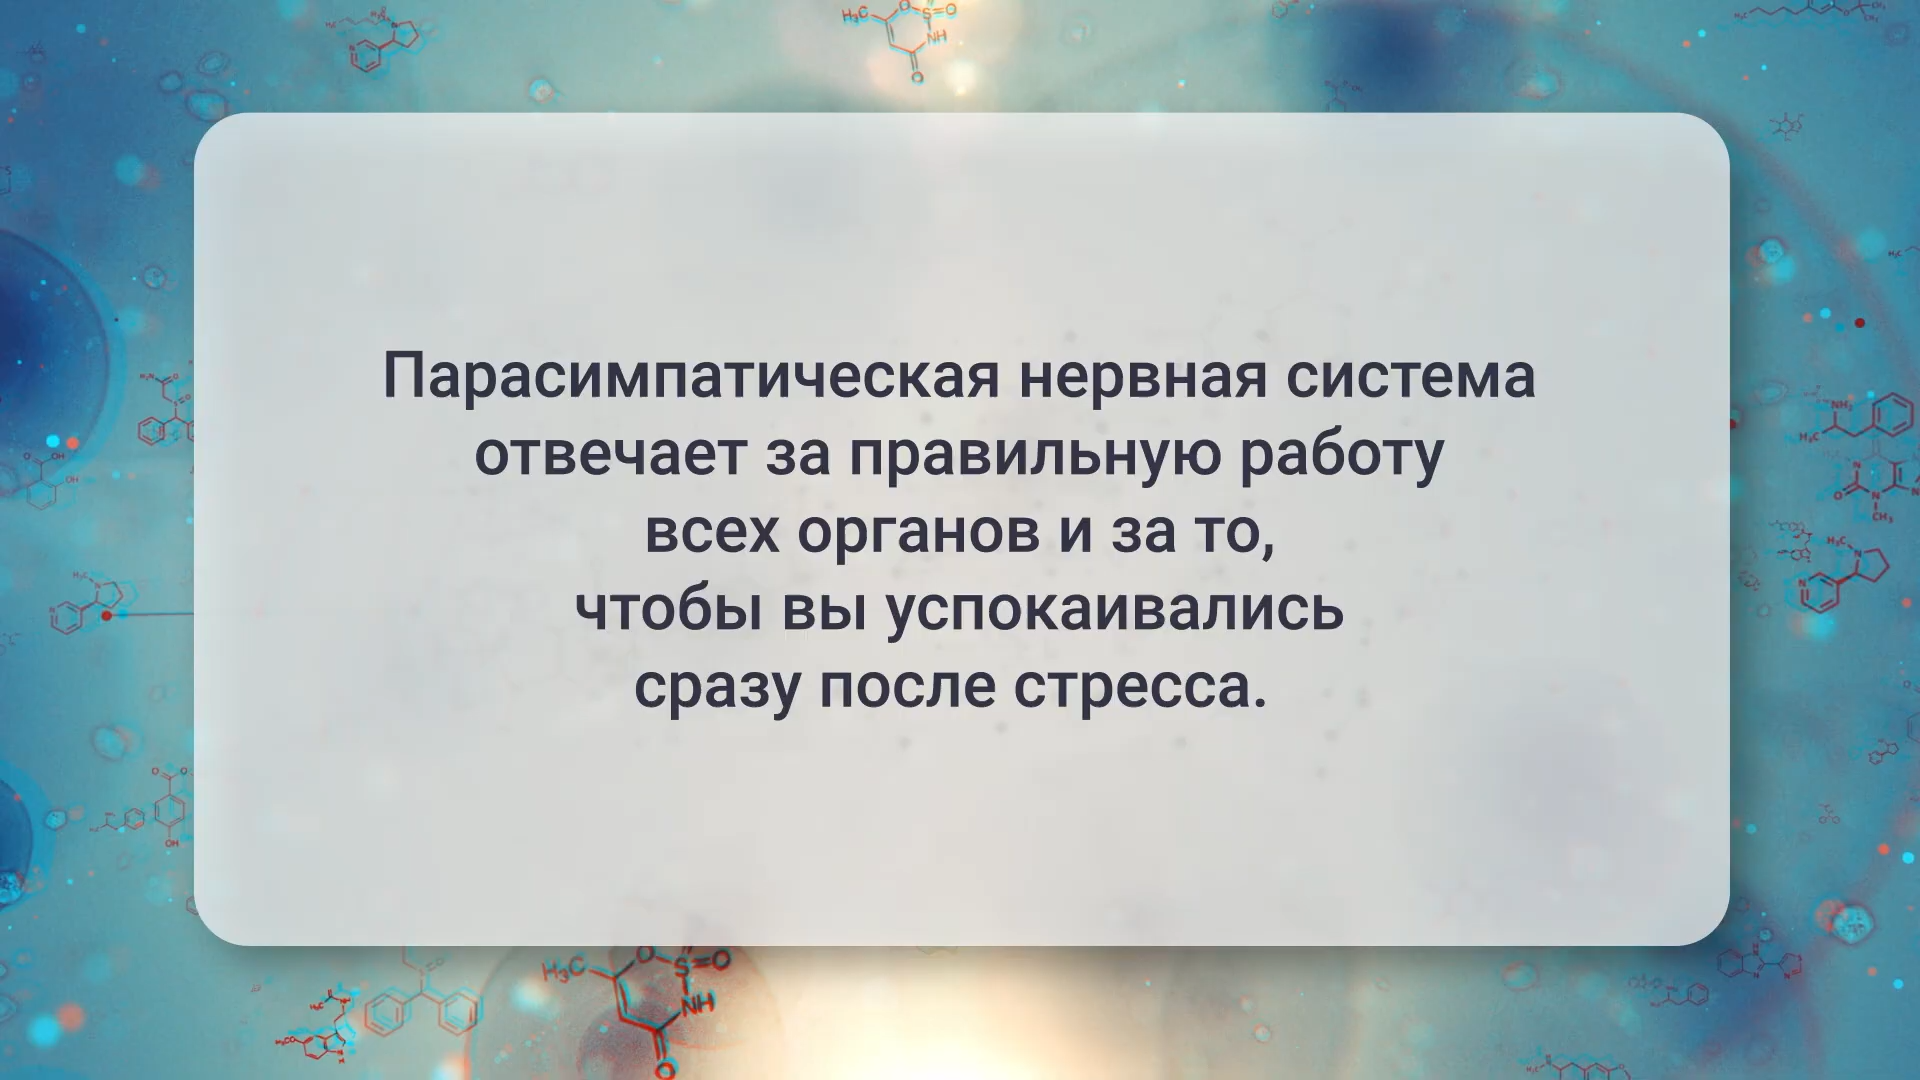 Парасимпатическая нервная система
отвечает за правильную работу
всех органов и за то,
чтобы вы успокаивались
сразу после стресса.